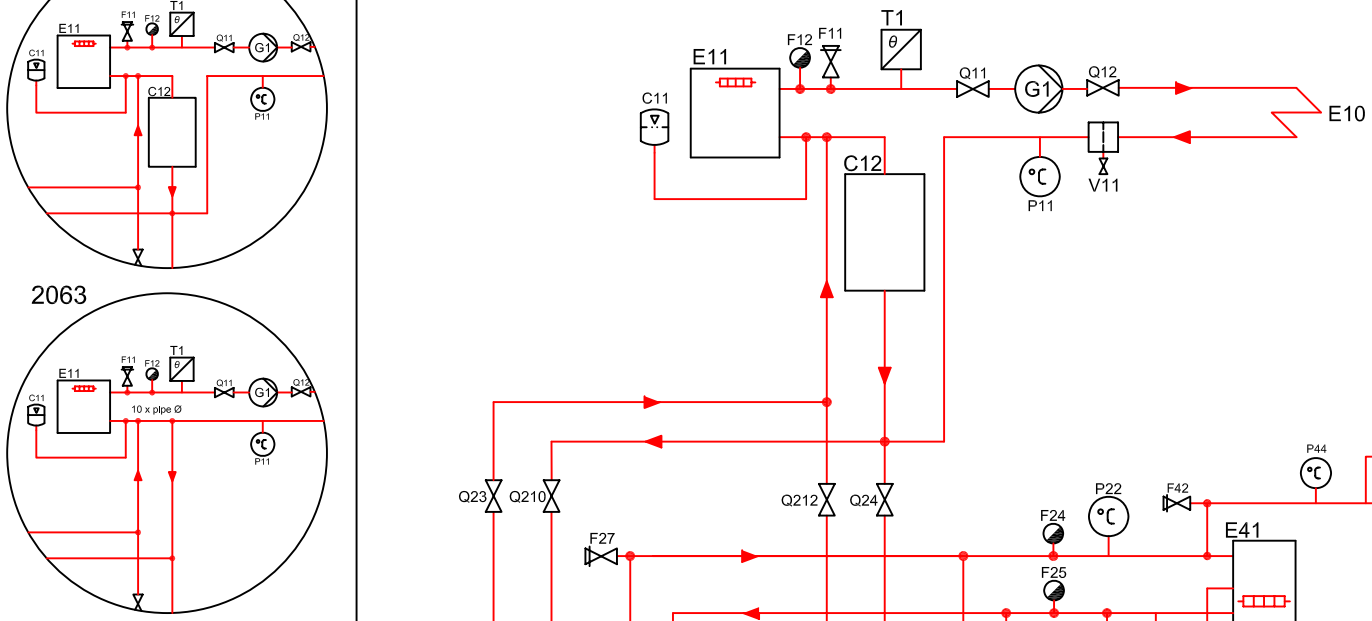 F11
F12
T1
θ
E11
Q11
G1
Q12
C11
C12
°C
P11
2063
F11
F12
T1
θ
E11
Q11
G1
Q12
C11
10 x pipe Ø
°C
P11
T1
F12
F11
θ
E11
Q11
G1
Q12
C11
E10
C12
°C
P11
V11
Q23
Q210
Q212
Q24
P44
°C
F42
P22
°C
F24
F27
E41
F25